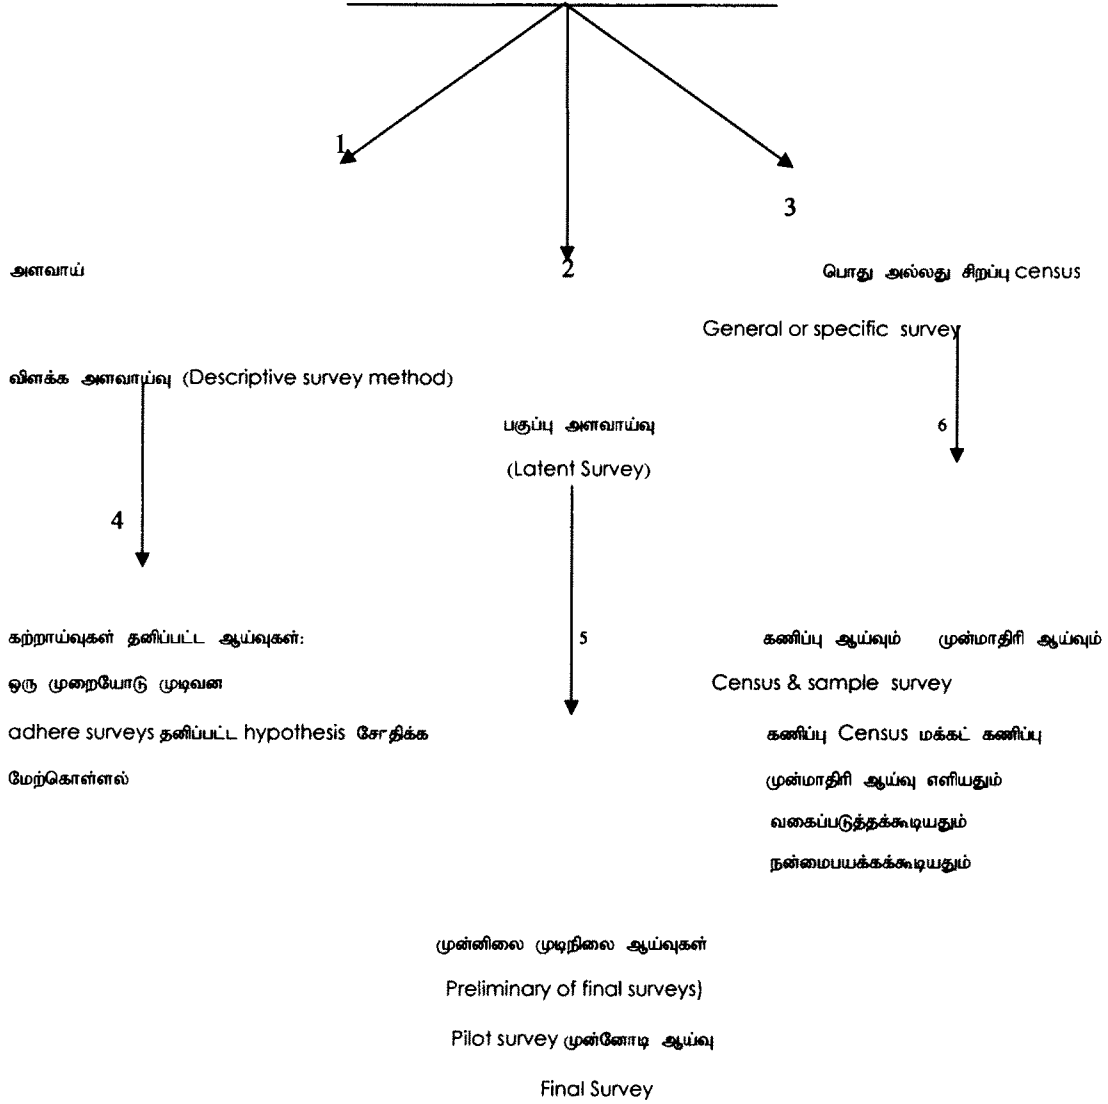 1
3
அளவாய்
2
பொது அல்லது சிறப்பு census
General or specific survey
விளக்க அளவாய்வு (Descriptive survey method)
பகுப்பு அளவாய்வு
6
(Latent Survey)
4
கற்றாய்வுகள் தனிப்பட்ட ஆய்வுகள்:
5
கணிப்பு ஆய்வும் முன்மாதிரி ஆய்வும்
ஒரு முறையோடு முடிவன
Census & sample survey
adhere surveys தனிப்பட்ட hypothesis சோதிக்க
கணிப்பு Census மக்கட் கணிப்பு
மேற்கொள்ளல்
முன்மாதிரி ஆய்வு எளியதும்
வகைப்படுத்தக்கூடியதும்
நன்மைபயக்கக்கூடியதும்
முன்னிலை முடிநிலை ஆய்வுகள்
Preliminary of final surveys)
Pilot survey முன்னோடி ஆய்வு
Final Survey